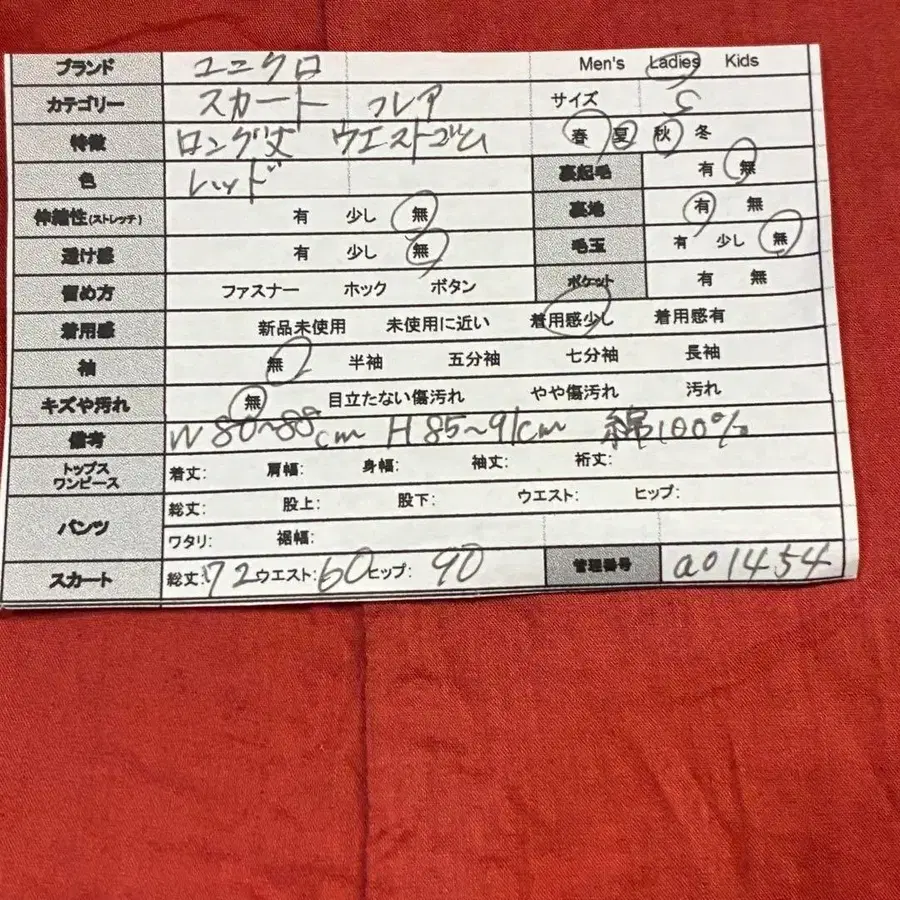 ブランド ユニクロ Men's Ladies Kids
カテゴリー スカート フレア サイズ S
特徴 ロング丈 ウエストゴム 春 夏 秋 冬
色 レッド 裏起毛 有 無
伸縮性(ストレッチ) 有 少し 無 裏地 有 無
透け感 有 少し 無 毛玉 有 少し 無
留め方 ファスナー ホック ボタン ポケット 有 無
着用感 新品未使用 未使用に近い 着用感少し 着用感有
袖 無 半袖 五分袖 七分袖 長袖
キズや汚れ 無 目立たない傷汚れ やや傷汚れ 汚れ
備考 W 80~88cm H 85~91cm 綿100%
トップス ワンピース 着丈: 肩幅: 身幅: 袖丈: 裄丈:
パンツ 総丈: 股上: 股下: ウエスト: ヒップ:
ワタリ: 裾幅:
スカート 総丈:72 ウエスト:60 ヒップ: 90 管理番号 a01454